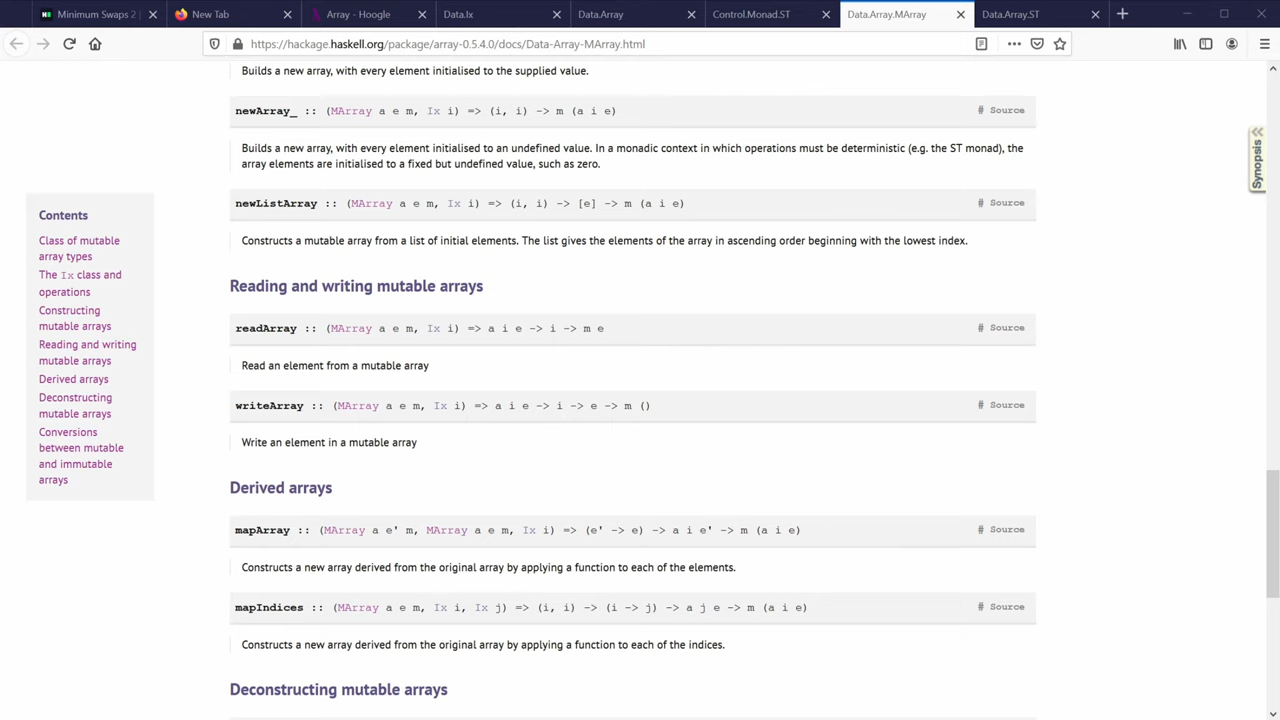 Minimum Swaps 2 |
New Tab
Array - Hoogle
Data.Ix
Data.Array
Control.Monad.ST
Data.Array.MArray
Data.Array.ST
https://hackage.haskell.org/package/array-0.5.4.0/docs/Data-Array-MArray.html
Builds a new array, with every element initialised to the supplied value.
newArray_ :: (MArray a e m, Ix i) => (i, i) -> m (a i e)
# Source
Builds a new array, with every element initialised to an undefined value. In a monadic context in which operations must be deterministic (e.g. the ST monad), the
array elements are initialised to a fixed but undefined value, such as zero.
newListArray :: (MArray a e m, Ix i) => (i, i) -> [e] -> m (a i e)
# Source
Constructs a mutable array from a list of initial elements. The list gives the elements of the array in ascending order beginning with the lowest index.
Reading and writing mutable arrays
readArray :: (MArray a e m, Ix i) => a i e -> i -> m e
# Source
Read an element from a mutable array
writeArray :: (MArray a e m, Ix i) => a i e -> i -> e -> m ()
# Source
Write an element in a mutable array
Derived arrays
mapArray :: (MArray a e' m, MArray a e m, Ix i) => (e' -> e) -> a i e' -> m (a i e)
# Source
Constructs a new array derived from the original array by applying a function to each of the elements.
mapIndices :: (MArray a e m, Ix i, Ix j) => (i, i) -> (i -> j) -> a j e -> m (a i e)
# Source
Constructs a new array derived from the original array by applying a function to each of the indices.
Deconstructing mutable arrays
Contents
Class of mutable
array types
The Ix class and
operations
Constructing
mutable arrays
Reading and writing
mutable arrays
Derived arrays
Deconstructing
mutable arrays
Conversions
between mutable
and immutable
arrays
Synopsis